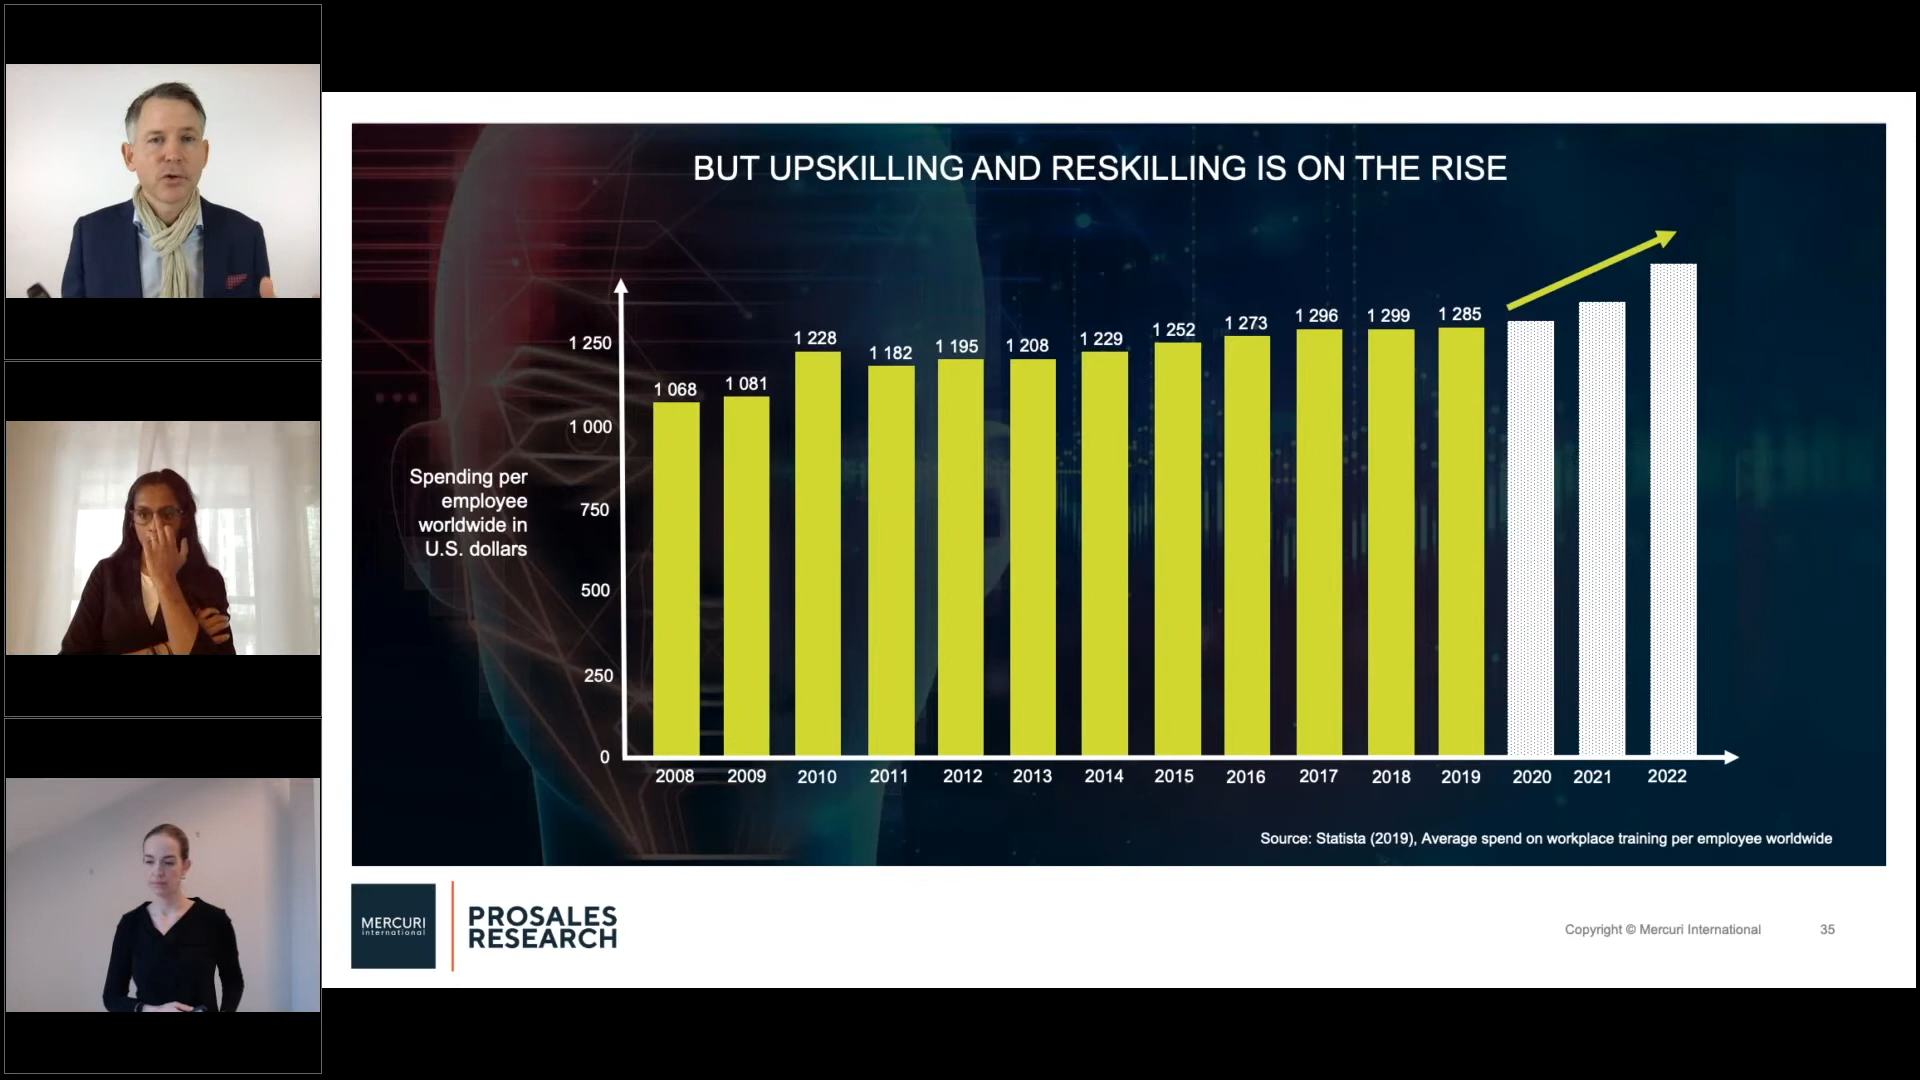 BUT UPSKILLING AND RESKILLING IS ON THE RISE
Spending per
employee
worldwide in
U.S. dollars
1 250
1 000
750
500
250
0
1 068
1 081
1 228
1 182
1 195
1 208
1 229
1 252
1 273
1 296
1 299
1 285
2008 2009 2010 2011 2012 2013 2014 2015 2016 2017 2018 2019 2020 2021 2022
Source: Statista (2019), Average spend on workplace training per employee worldwide
MERCURI
international
PROSALES
RESEARCH
Copyright © Mercuri International 35